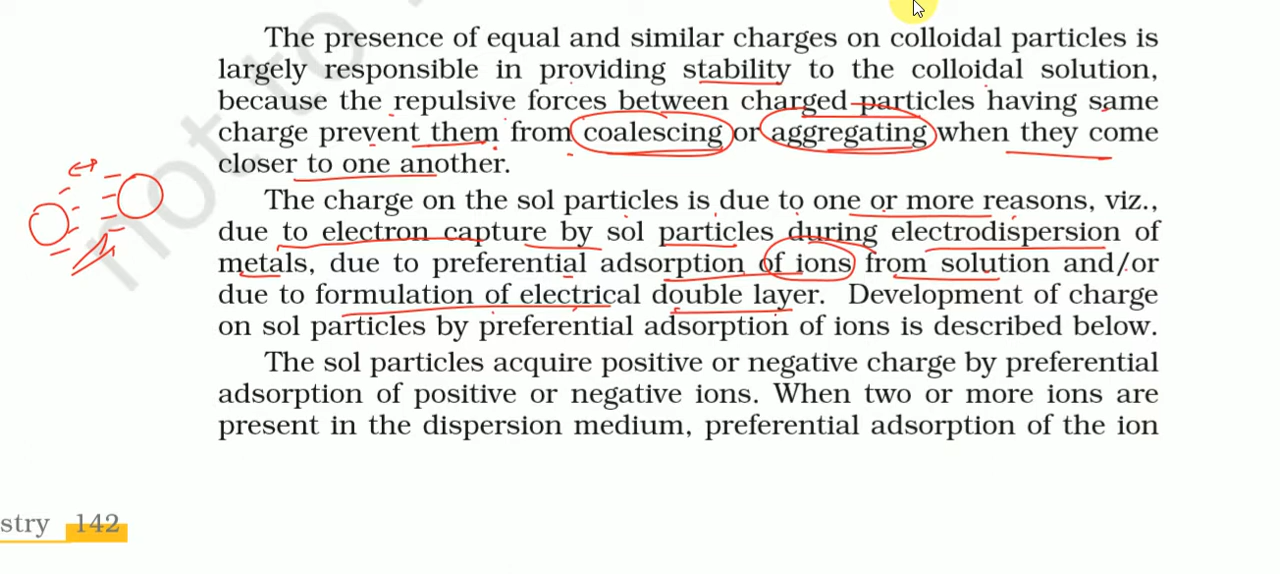 not to
The presence of equal and similar charges on colloidal particles is
largely responsible in providing stability to the colloidal solution,
because the repulsive forces between charged particles having same
charge prevent them from coalescing or aggregating when they come
closer to one another.
The charge on the sol particles is due to one or more reasons, viz.,
due to electron capture by sol particles during electrodispersion of
metals, due to preferential adsorption of ions from solution and/or
due to formulation of electrical double layer. Development of charge
on sol particles by preferential adsorption of ions is described below.
The sol particles acquire positive or negative charge by preferential
adsorption of positive or negative ions. When two or more ions are
present in the dispersion medium, preferential adsorption of the ion
stry 142